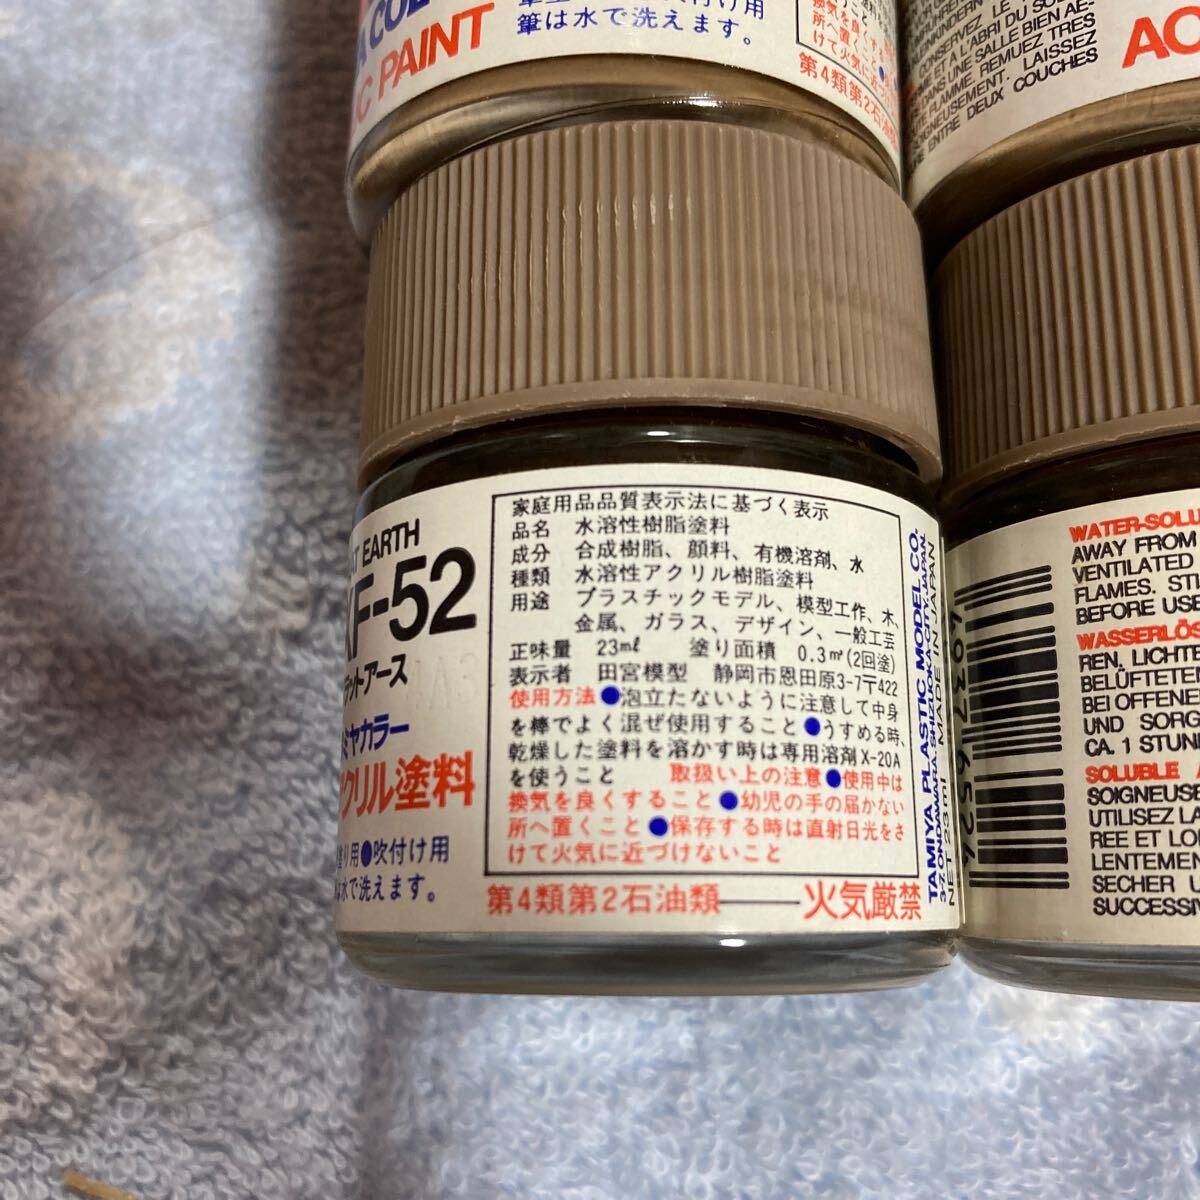 PAINT
筆は水で洗えます。
第4類第2石油類
CONSERVEZ LE
ET A L'ABRI DU
DANS UNE SALLE BIEN AE-
FLAMME. REMUEZ TRES
SOIGNEUSEMENT. LAISSEZ
ENTRE DEUX COUCHES
EARTH
XF-52
アース
ミヤカラー
クリル塗料
り用●吹付け用
は水で洗えます。
家庭用品品質表示法に基づく表示
品名 水溶性樹脂塗料
成分 合成樹脂、顔料、有機溶剤、水
種類 水溶性アクリル樹脂塗料
用途 プラスチックモデル、模型工作、木、
金属、ガラス、デザイン、一般工芸
正味量 23mℓ 塗り面積 0.3㎡(2回塗)
表示者 田宮模型 静岡市恩田原3-7〒422
使用方法 ●泡立たないように注意して中身
を棒でよく混ぜ使用すること ●うすめる時、
乾燥した塗料を溶かす時は専用溶剤X-20A
を使うこと 取扱い上の注意●使用中は
換気を良くすること ●幼児の手の届かない
所へ置くこと ●保存する時は直射日光をさ
けて火気に近づけないこと
第4類第2石油類——火気厳禁
TAMIYA PLASTIC MODEL CO.
3-7, ONDAWARA, SHIZUOKA-CITY, JAPAN.
NET 23ml MADE IN JAPAN
WATER-SOLU
AWAY FROM
VENTILATED
FLAMES. STI
BEFORE USE
WASSERLÖS
REN. LICHTE
BELÜFTETE
BEI OFFENE
UND SORG
CA. 1 STUN
SOLUBLE
SOIGNEUSE
UTILISEZ LA
REE ET LO
LENTEMEN
SECHER
SUCCESSIV